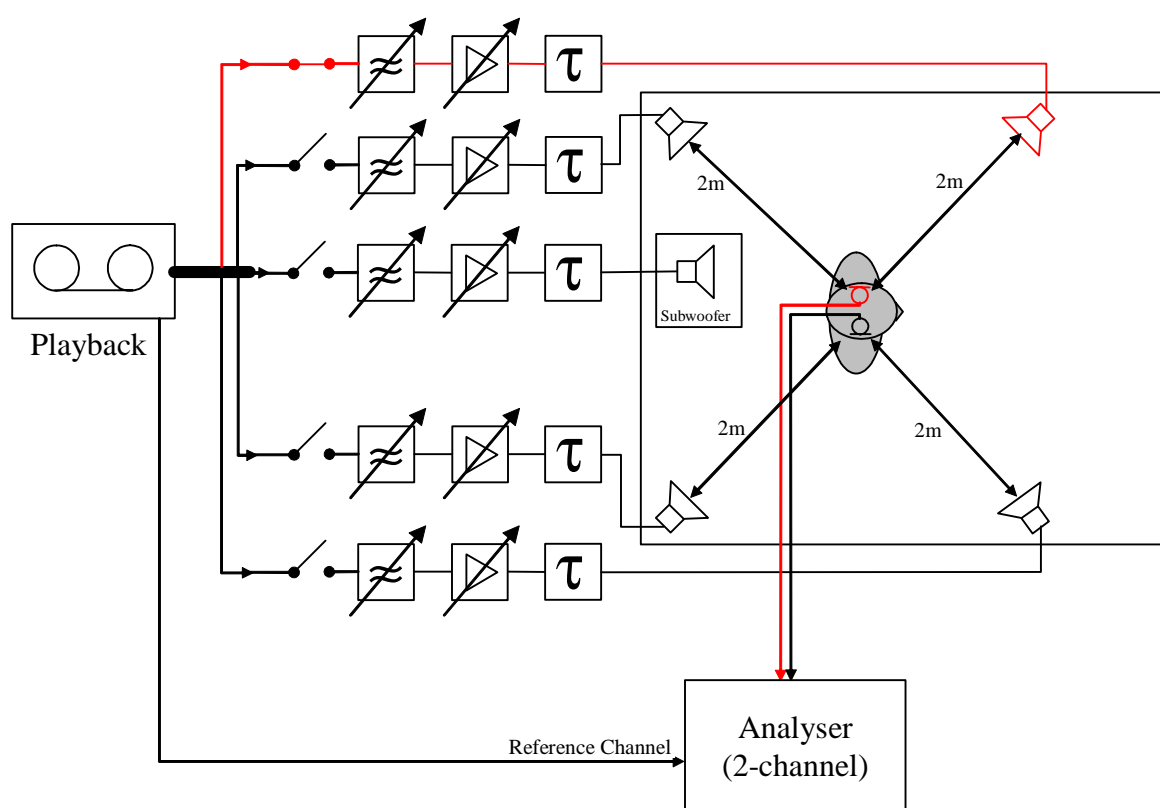 τ
τ
2m
2m
τ
Subwoofer
Playback
2m
2m
τ
τ
Reference Channel
Analyser
(2-channel)